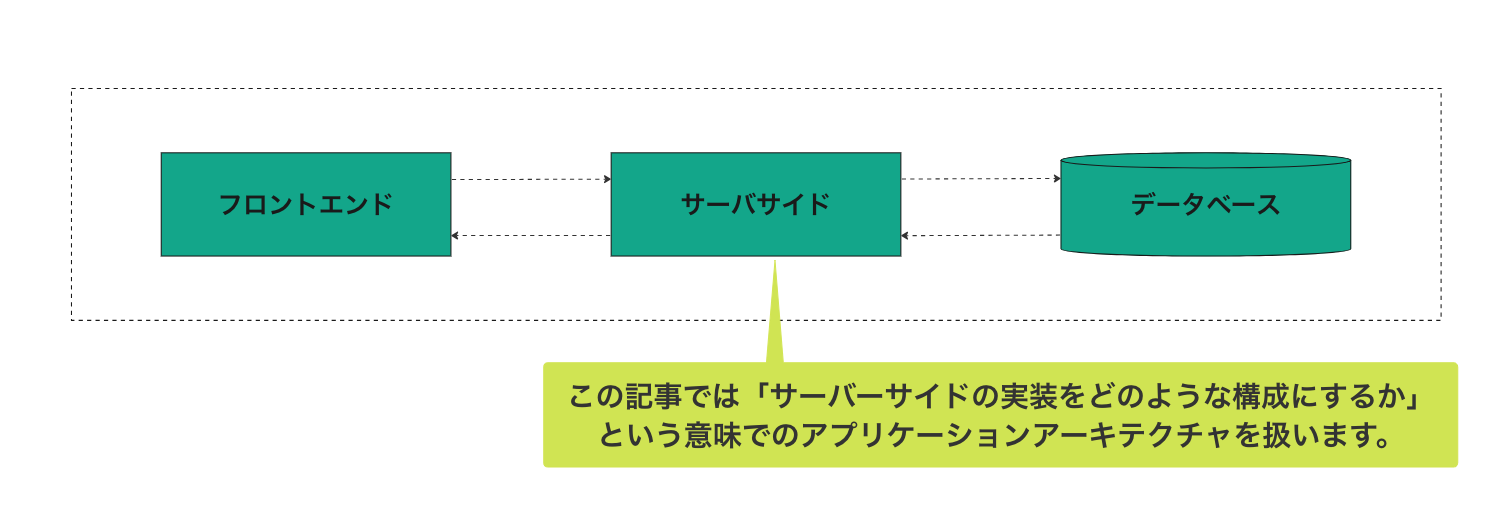 フロントエンド
サーバサイド
データベース
この記事では「サーバーサイドの実装をどのような構成にするか」
という意味でのアプリケーションアーキテクチャを扱います。